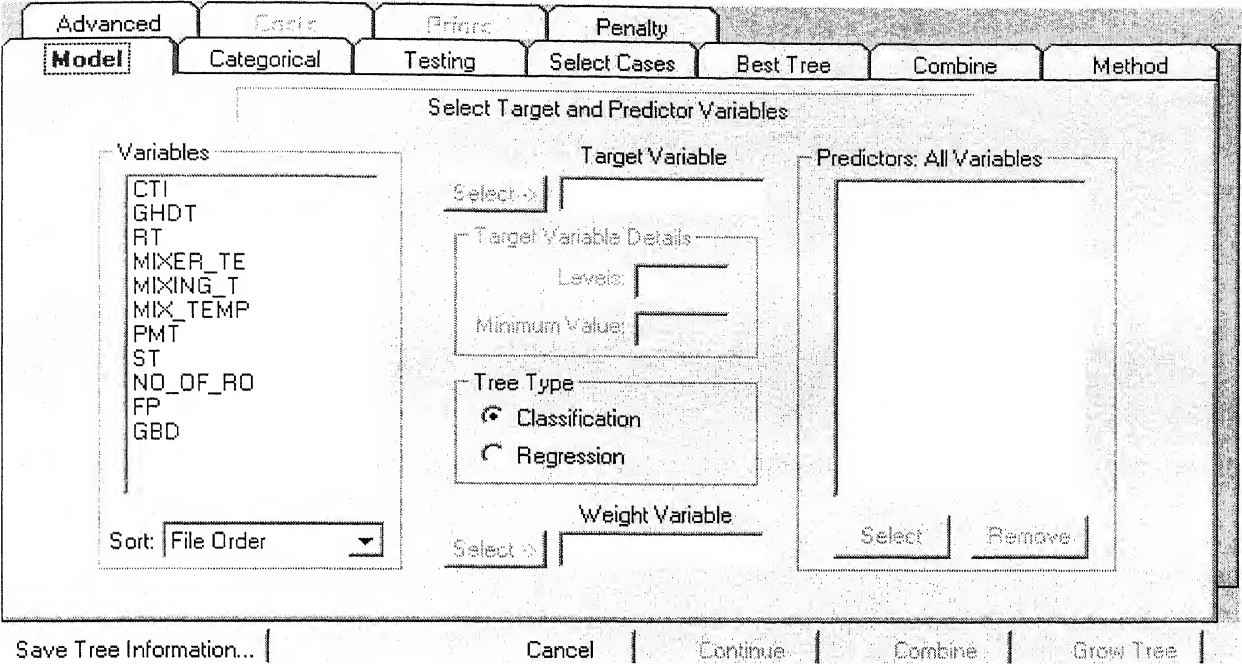 Advanced Costs Priors Penalty
Model Categorical Testing Select Cases Best Tree Combine Method
Select Target and Predictor Variables
Variables
CTI
GHDT
RT
MIXER_TE
MIXING_T
MIX_TEMP
PMT
ST
NO_OF_RO
FP
GBD
Sort: File Order
Target Variable
Select ->
Target Variable Details
Levels:
Minimum Value:
Tree Type
Classification
Regression
Weight Variable
Select ->
Predictors: All Variables
Select Remove
Save Tree Information... Cancel Continue Combine Grow Tree